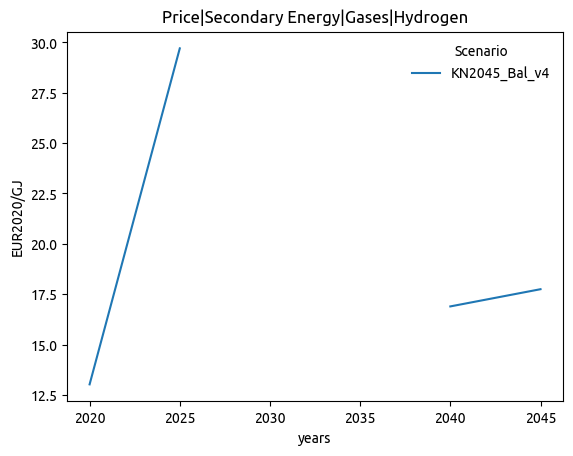 Price|Secondary Energy|Gases|Hydrogen
30.0
27.5
25.0
22.5
20.0
17.5
15.0
12.5
EUR2020/GJ
Scenario
KN2045_Bal_v4
2020 2025 2030 2035 2040 2045
years